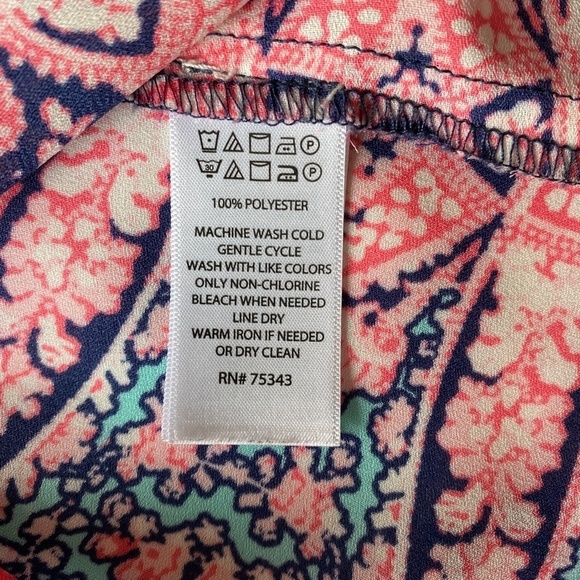 30
P
P
100% POLYESTER
MACHINE WASH COLD
GENTLE CYCLE
WASH WITH LIKE COLORS
ONLY NON-CHLORINE
BLEACH WHEN NEEDED
LINE DRY
WARM IRON IF NEEDED
OR DRY CLEAN
RN# 75343